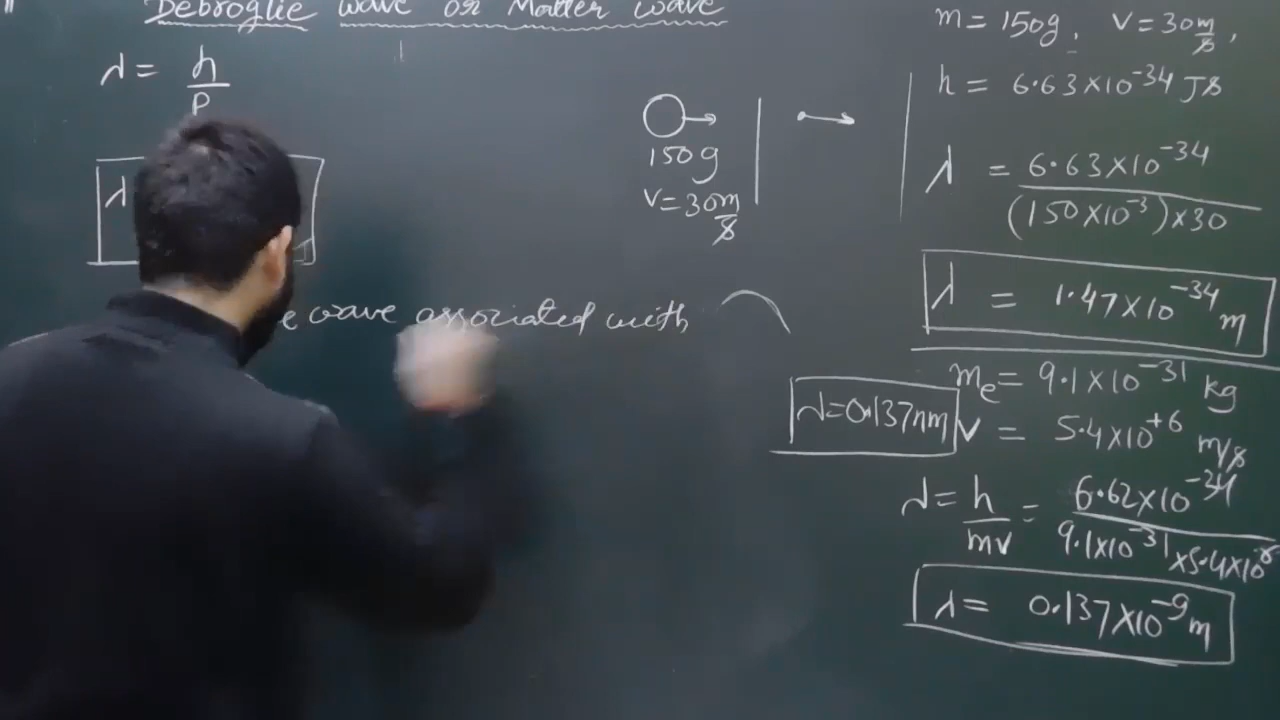 Debroglie wave or Matter wave
λ = h/p
λ
wave associated with
150g
V=30m/s
λ=0.137nm
m = 150g, V = 30m/s,
h = 6.63×10⁻³⁴ Js
λ = 6.63×10⁻³⁴/(150×10⁻³)×30
λ = 1.47×10⁻³⁴ m
mₑ = 9.1×10⁻³¹ kg
V = 5.4×10⁺⁶ m/s
λ = h/mv = 6.62×10⁻³⁴/9.1×10⁻³¹×5.4×10⁶
λ = 0.137×10⁻⁹ m